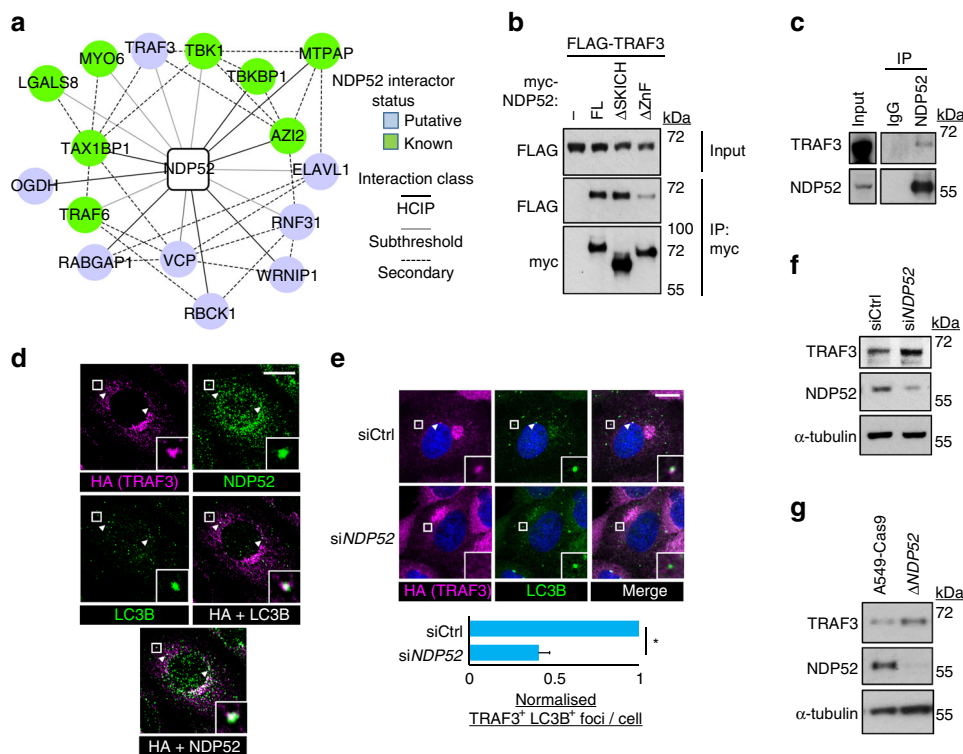 a
TRAF3
TBK1
MTPAP
MYO6
TBKBP1
LGALS8
AZI2
TAX1BP1
NDP52
ELAVL1
OGDH
TRAF6
RNF31
RABGAP1
VCP
WRNIP1
RBCK1
NDP52 interactor
status
Putative
Known
Interaction class
HCIP
Subthreshold
Secondary
b
FLAG-TRAF3
myc-
NDP52:
–
FL
ΔSKICH
ΔZnF
kDa
FLAG
72
Input
FLAG
72
100
myc
72
55
IP:
myc
c
IP
Input
IgG
NDP52
kDa
TRAF3
72
NDP52
55
d
HA (TRAF3)
NDP52
LC3B
HA + LC3B
HA + NDP52
e
siCtrl
siNDP52
HA (TRAF3)
LC3B
Merge
siCtrl
siNDP52
*
0
0.5
1
Normalised
TRAF3+ LC3B+ foci / cell
f
siCtrl
siNDP52
kDa
TRAF3
72
NDP52
55
α-tubulin
55
g
A549-Cas9
ΔNDP52
kDa
TRAF3
72
NDP52
55
α-tubulin
55